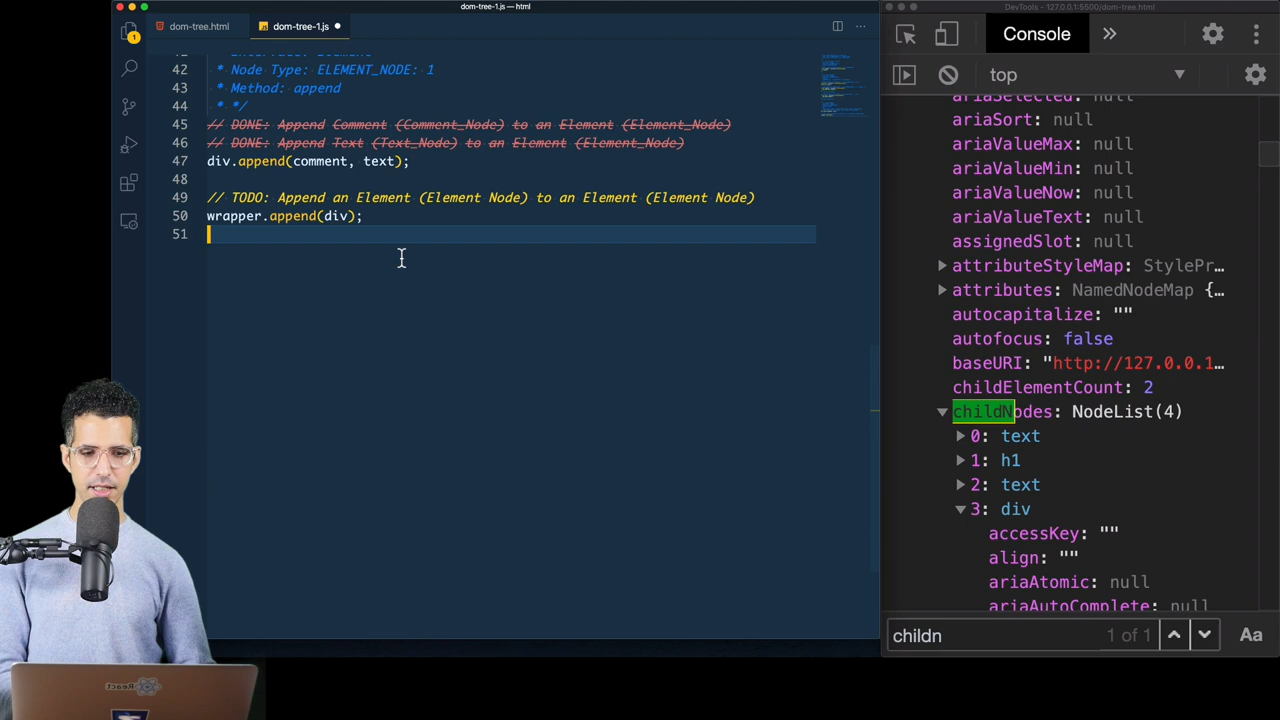 dom-tree-1.js — html
DevTools - 127.0.0.1:5500/dom-tree.html
dom-tree.html
JS dom-tree-1.js
Console
top
1
42 * Node Type: ELEMENT_NODE: 1
43 * Method: append
44 * */
45 // DONE: Append Comment (Comment_Node) to an Element (Element_Node)
46 // DONE: Append Text (Text_Node) to an Element (Element_Node)
47 div.append(comment, text);
48
49 // TODO: Append an Element (Element Node) to an Element (Element Node)
50 wrapper.append(div);
51
ariaSelected: null
ariaSort: null
ariaValueMax: null
ariaValueMin: null
ariaValueNow: null
ariaValueText: null
assignedSlot: null
attributeStyleMap: StylePr…
attributes: NamedNodeMap {…
autocapitalize: ""
autofocus: false
baseURI: "http://127.0.0.1…
childElementCount: 2
childNodes: NodeList(4)
0: text
1: h1
2: text
3: div
accessKey: ""
align: ""
ariaAtomic: null
ariaAutoComplete: null
childn 1 of 1 Aa
React